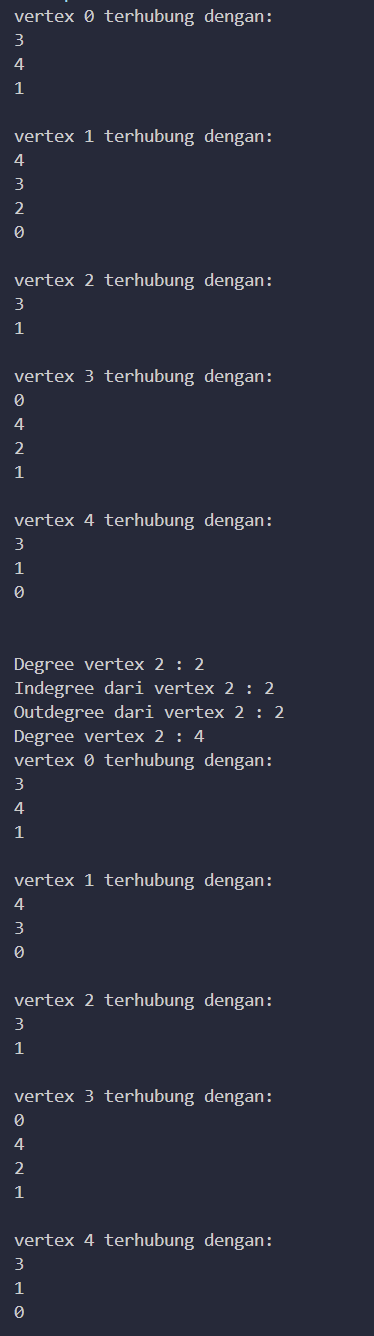 vertex 0 terhubung dengan:
3
4
1
vertex 1 terhubung dengan:
4
3
2
0
vertex 2 terhubung dengan:
3
1
vertex 3 terhubung dengan:
0
4
2
1
vertex 4 terhubung dengan:
3
1
0
Degree vertex 2 : 2
Indegree dari vertex 2 : 2
Outdegree dari vertex 2 : 2
Degree vertex 2 : 4
vertex 0 terhubung dengan:
3
4
1
vertex 1 terhubung dengan:
4
3
0
vertex 2 terhubung dengan:
3
1
vertex 3 terhubung dengan:
0
4
2
1
vertex 4 terhubung dengan:
3
1
0